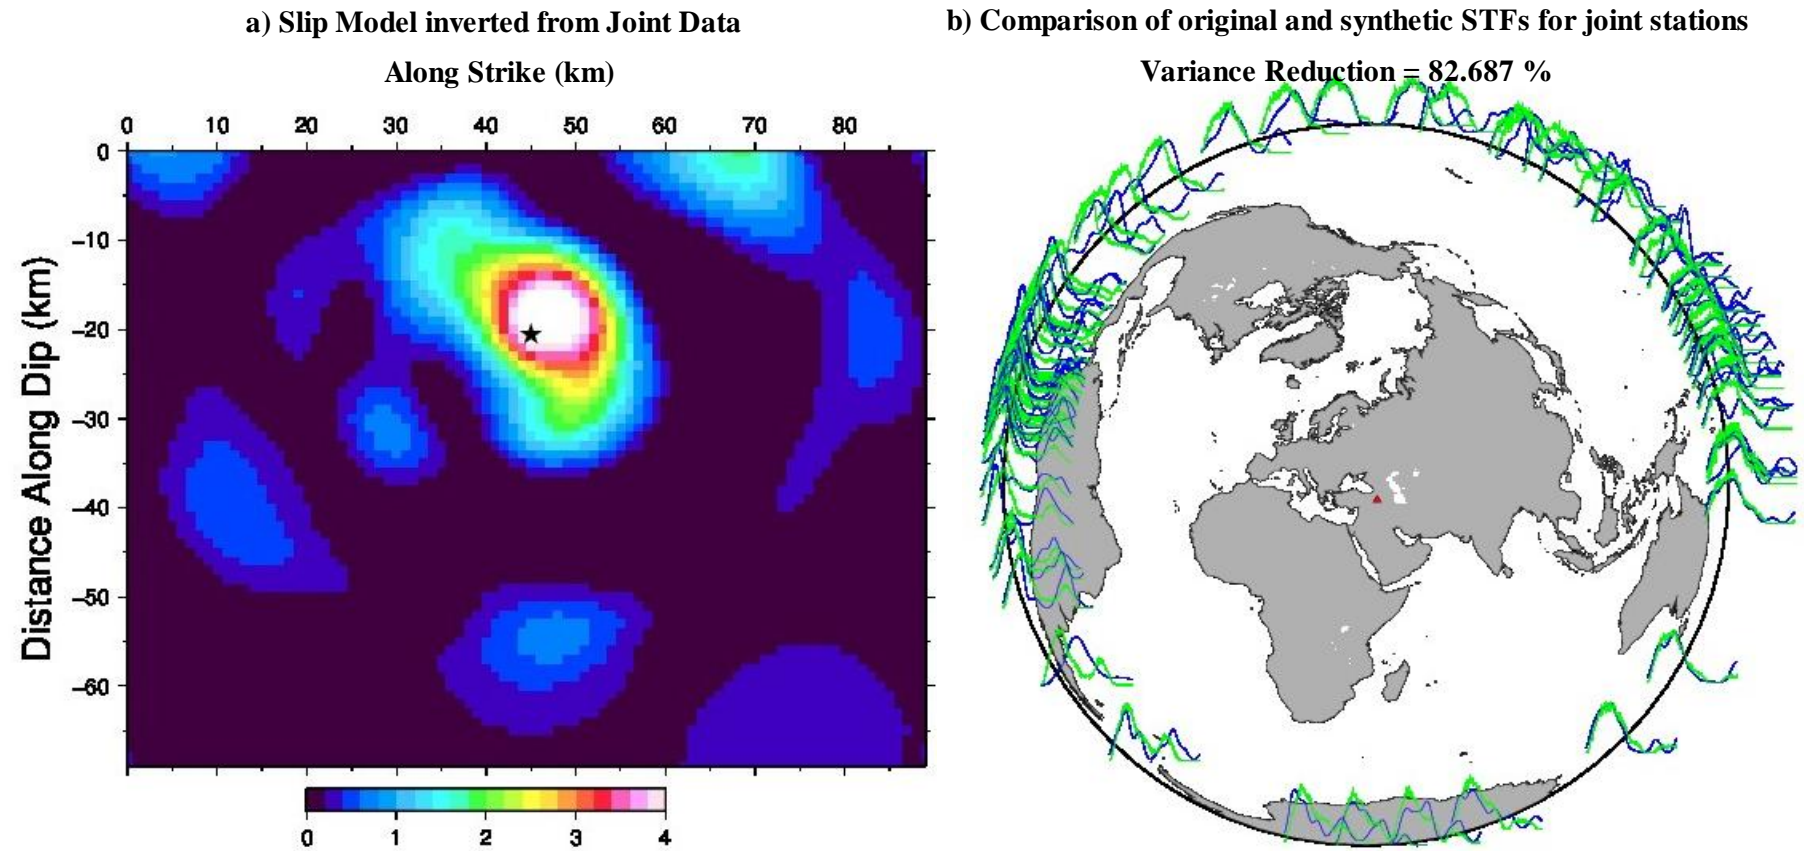 a) Slip Model inverted from Joint Data
Along Strike (km)
0 10 20 30 40 50 60 70 80
Distance Along Dip (km)
0
−10
−20
−30
−40
−50
−60
0 1 2 3 4
b) Comparison of original and synthetic STFs for joint stations
Variance Reduction = 82.687 %